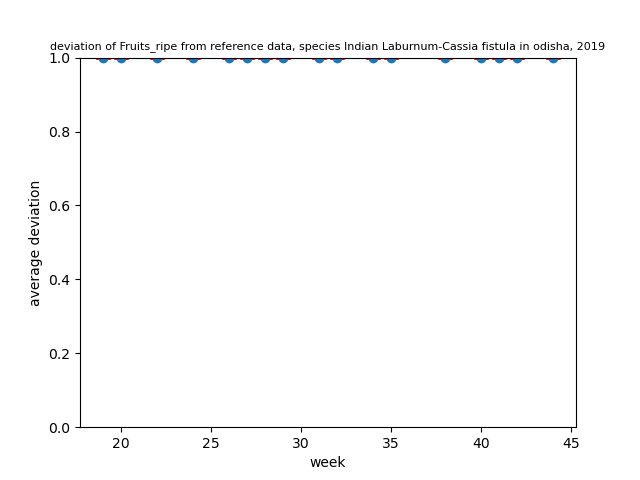 deviation of Fruits_ripe from reference data, species Indian Laburnum-Cassia fistula in odisha, 2019
1.0
0.8
0.6
0.4
0.2
0.0
average deviation
20 25 30 35 40 45
week